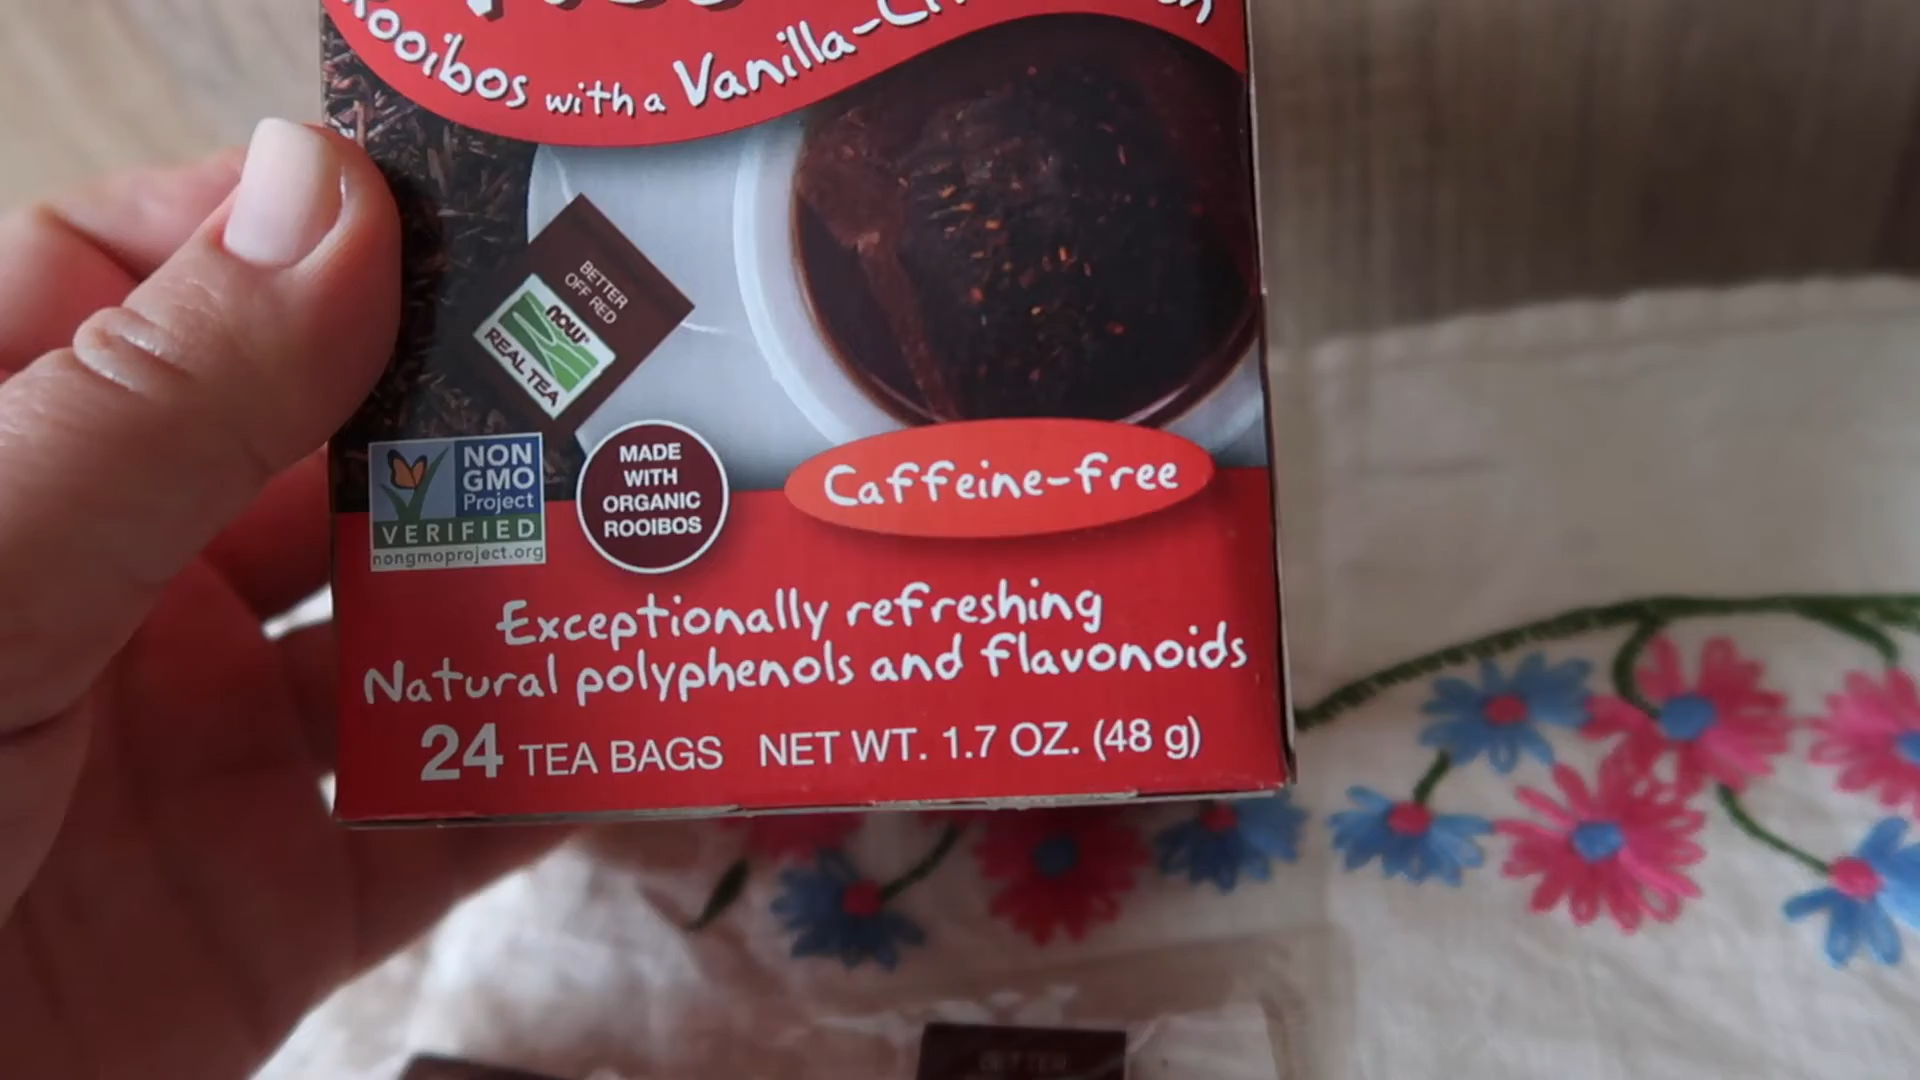 Rooibos with a Vanilla-
BETTER
OFF RED
NOW
REAL TEA
NON
GMO
Project
VERIFIED
nongmoproject.org
MADE
WITH
ORGANIC
ROOIBOS
Caffeine-free
Exceptionally refreshing
Natural polyphenols and flavonoids
24 TEA BAGS NET WT. 1.7 OZ. (48 g)
BETTER